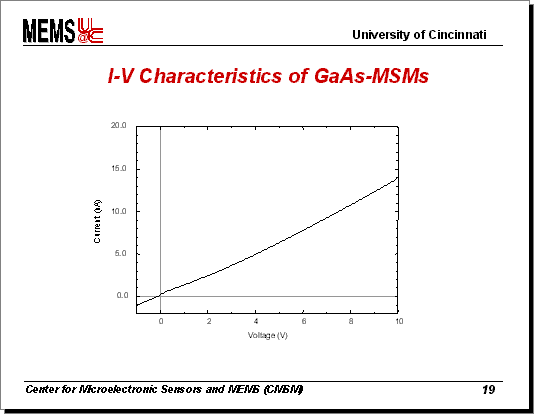 MEMS U C @
University of Cincinnati
I-V Characteristics of GaAs-MSMs
20.0
15.0
10.0
5.0
0.0
Current (nA)
0 2 4 6 8 10
Voltage (V)
Center for Microelectronic Sensors and MEMS (CMSM)
19